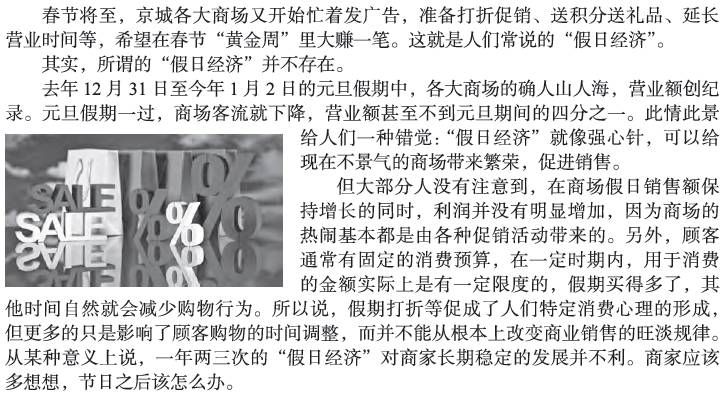 春节将至，京城各大商场又开始忙着发广告，准备打折促销、送积分送礼品、延长
营业时间等，希望在春节“黄金周”里大赚一笔。这就是人们常说的“假日经济”。
其实，所谓的“假日经济”并不存在。
去年 12 月 31 日至今年 1 月 2 日的元旦假期中，各大商场的确人山人海，营业额创纪
录。元旦假期一过，商场客流就下降，营业额甚至不到元旦期间的四分之一。此情此景
给人们一种错觉：“假日经济”就像强心针，可以给
现在不景气的商场带来繁荣，促进销售。
但大部分人没有注意到，在商场假日销售额保
持增长的同时，利润并没有明显增加，因为商场的
热闹基本都是由各种促销活动带来的。另外，顾客
通常有固定的消费预算，在一定时期内，用于消费
的金额实际上是有一定限度的，假期买得多了，其
他时间自然就会减少购物行为。所以说，假期打折等促成了人们特定消费心理的形成，
但更多的只是影响了顾客购物的时间调整，而并不能从根本上改变商业销售的旺淡规律。
从某种意义上说，一年两三次的“假日经济”对商家长期稳定的发展并不利。商家应该
多想想，节日之后该怎么办。
SALE
SALE
%
%
%